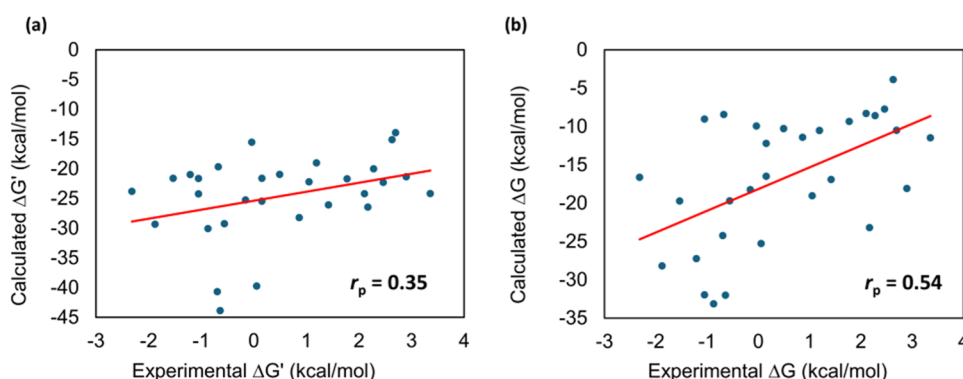 (a)
Calculated ΔG' (kcal/mol)
0
-5
-10
-15
-20
-25
-30
-35
-40
-45
-3 -2 -1 0 1 2 3 4
Experimental ΔG' (kcal/mol)
rp = 0.35
(b)
Calculated ΔG (kcal/mol)
0
-5
-10
-15
-20
-25
-30
-35
-3 -2 -1 0 1 2 3 4
Experimental ΔG (kcal/mol)
rp = 0.54